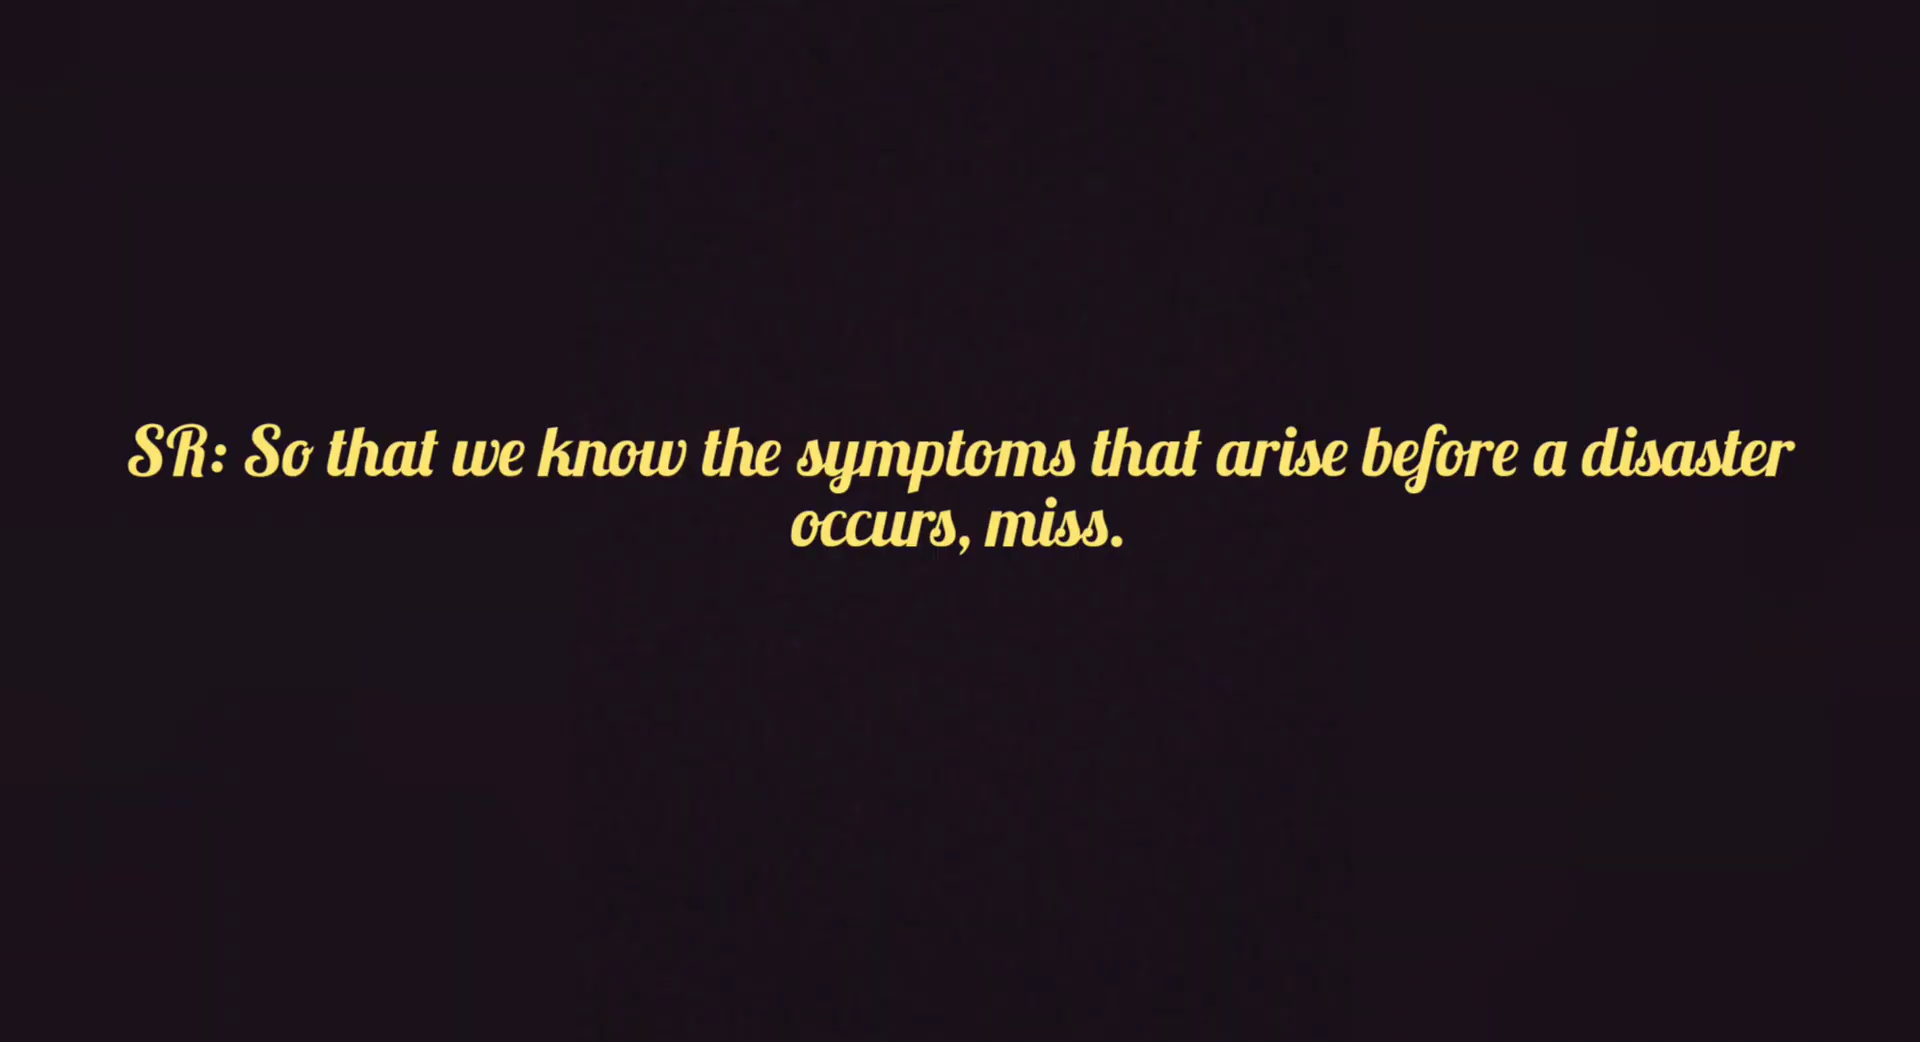 SR: So that we know the symptoms that arise before a disaster
occurs, miss.